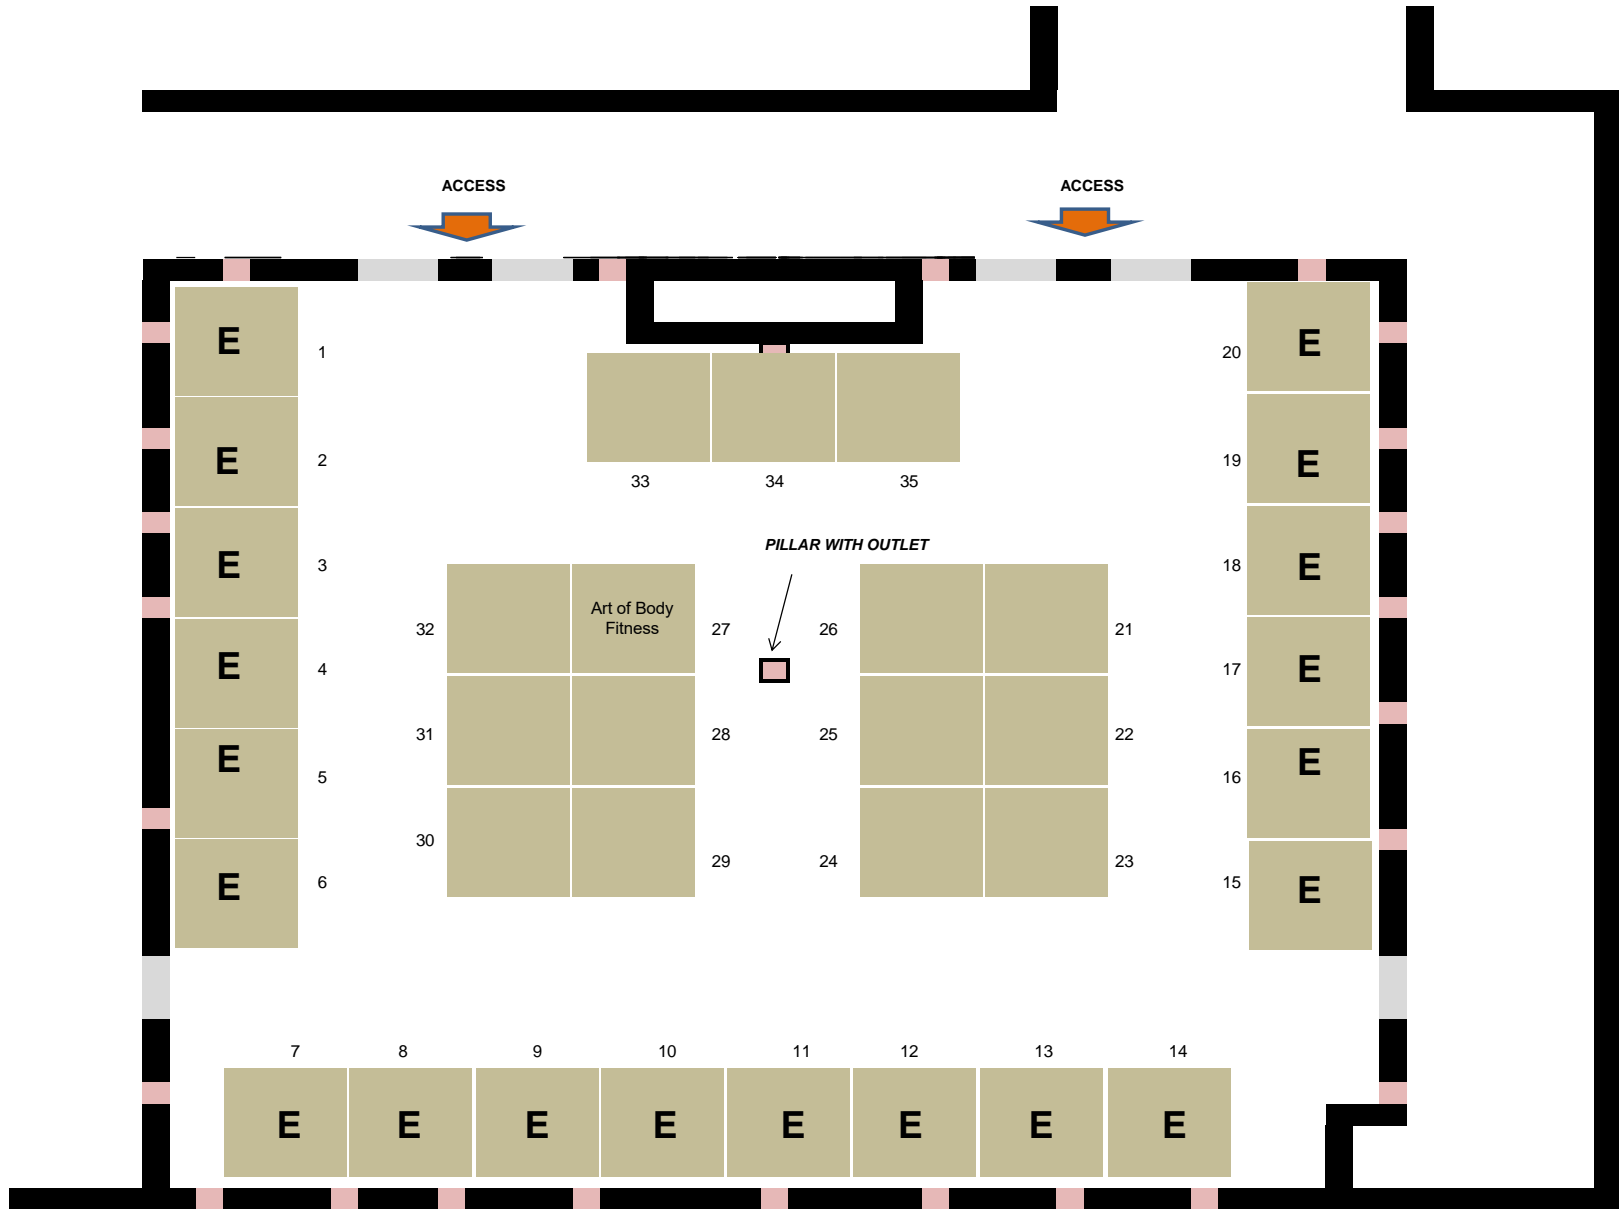 ACCESS ACCESS
E E
1 20
E E
2 19
33 34 35
PILLAR WITH OUTLET
E E
3 18
Art of Body
Fitness
32 27 26 21
E E
4 17
31 28 25 22
E E
5 16
30 29 24 23
E E
6 15
7 8 9 10 11 12 13 14
E E E E E E E E